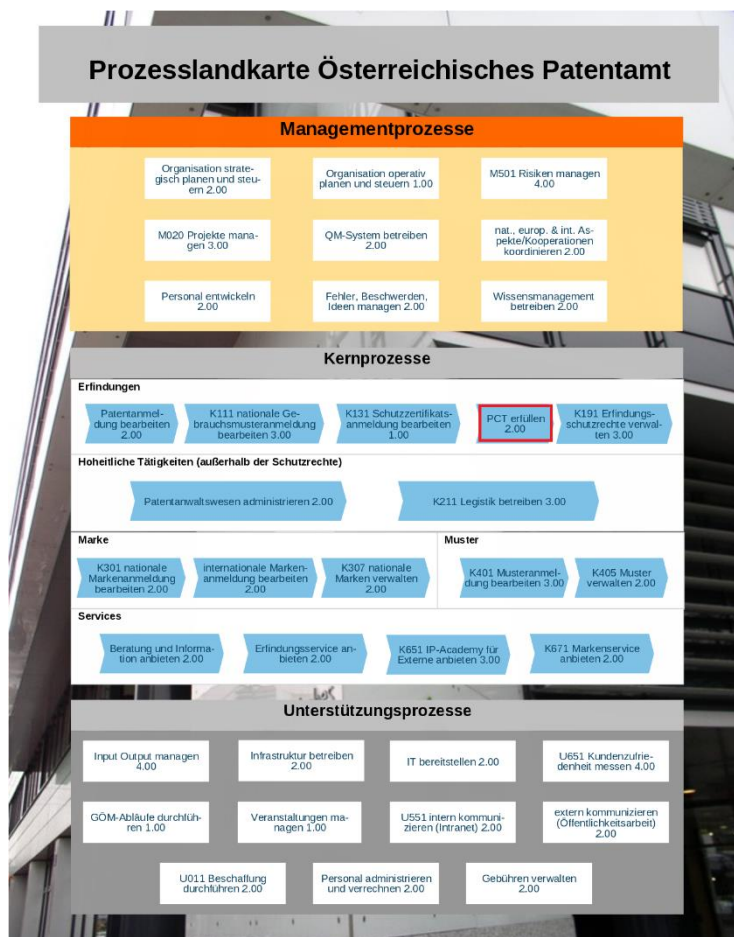 Prozesslandkarte Österreichisches Patentamt
Managementprozesse
Organisation strate-
gisch planen und steu-
ern 2.00
Organisation operativ
planen und steuern 1.00
M501 Risiken managen
4.00
M020 Projekte mana-
gen 3.00
QM-System betreiben
2.00
nat., europ. & int. As-
pekte/Kooperationen
koordinieren 2.00
Personal entwickeln
2.00
Fehler, Beschwerden,
Ideen managen 2.00
Wissensmanagement
betreiben 2.00
Kernprozesse
Erfindungen
Patentanmel-
dung bearbeiten
2.00
K111 nationale Ge-
brauchsmusteranmeldung
bearbeiten 3.00
K131 Schutzzertifikats-
anmeldung bearbeiten
1.00
PCT erfüllen
2.00
K191 Erfindungs-
schutzrechte verwal-
ten 3.00
Hoheitliche Tätigkeiten (außerhalb der Schutzrechte)
Patentanwaltswesen administrieren 2.00
K211 Legistik betreiben 3.00
Marke
K301 nationale
Markenanmeldung
bearbeiten 2.00
internationale Marken-
anmeldung bearbeiten
2.00
K307 nationale
Marken verwalten
2.00
Muster
K401 Musteranmel-
dung bearbeiten 3.00
K405 Muster
verwalten 2.00
Services
Beratung und Informa-
tion anbieten 2.00
Erfindungsservice an-
bieten 2.00
K651 IP-Academy für
Externe anbieten 3.00
K671 Markenservice
anbieten 2.00
Unterstützungsprozesse
Input Output managen
4.00
Infrastruktur betreiben
2.00
IT bereitstellen 2.00
U651 Kundenzufrie-
denheit messen 4.00
GÖM-Abläufe durchfüh-
ren 1.00
Veranstaltungen ma-
nagen 1.00
U551 intern kommuni-
zieren (Intranet) 2.00
extern kommunizieren
(Öffentlichkeitsarbeit)
2.00
U011 Beschaffung
durchführen 2.00
Personal administrieren
und verrechnen 2.00
Gebühren verwalten
2.00